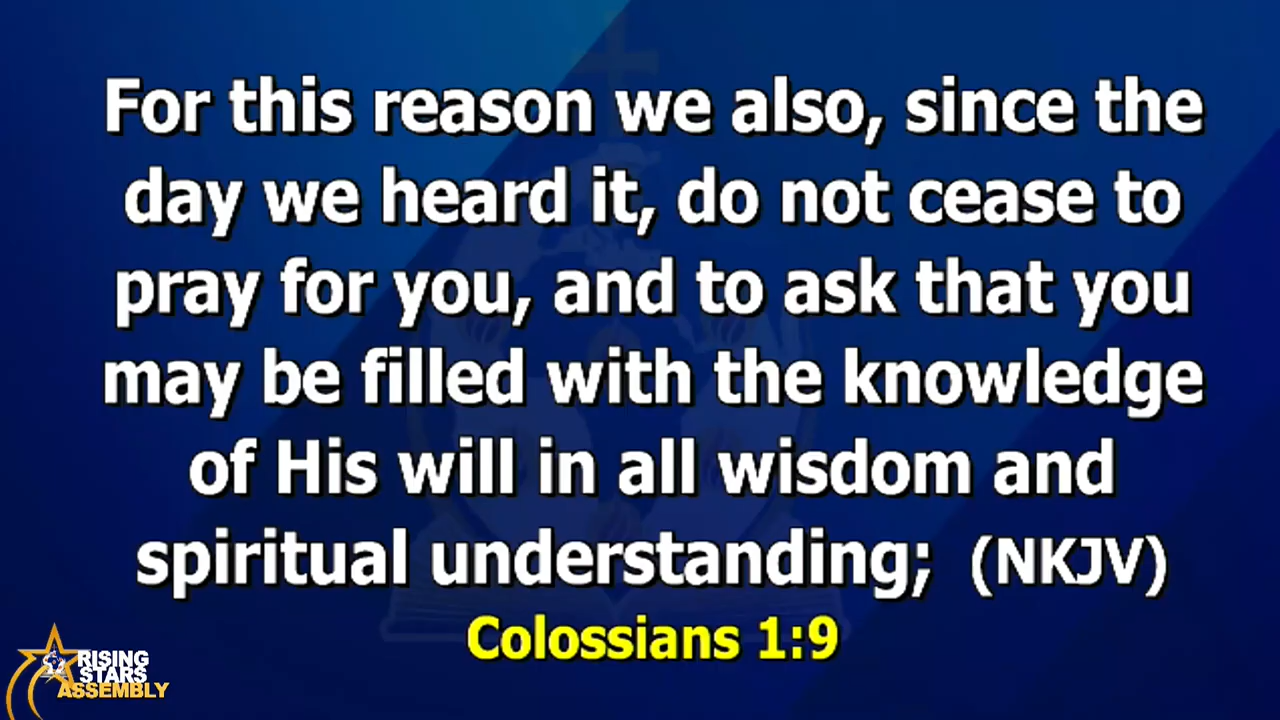 For this reason we also, since the
day we heard it, do not cease to
pray for you, and to ask that you
may be filled with the knowledge
of His will in all wisdom and
spiritual understanding; (NKJV)
Colossians 1:9
RISING
STARS
ASSEMBLY